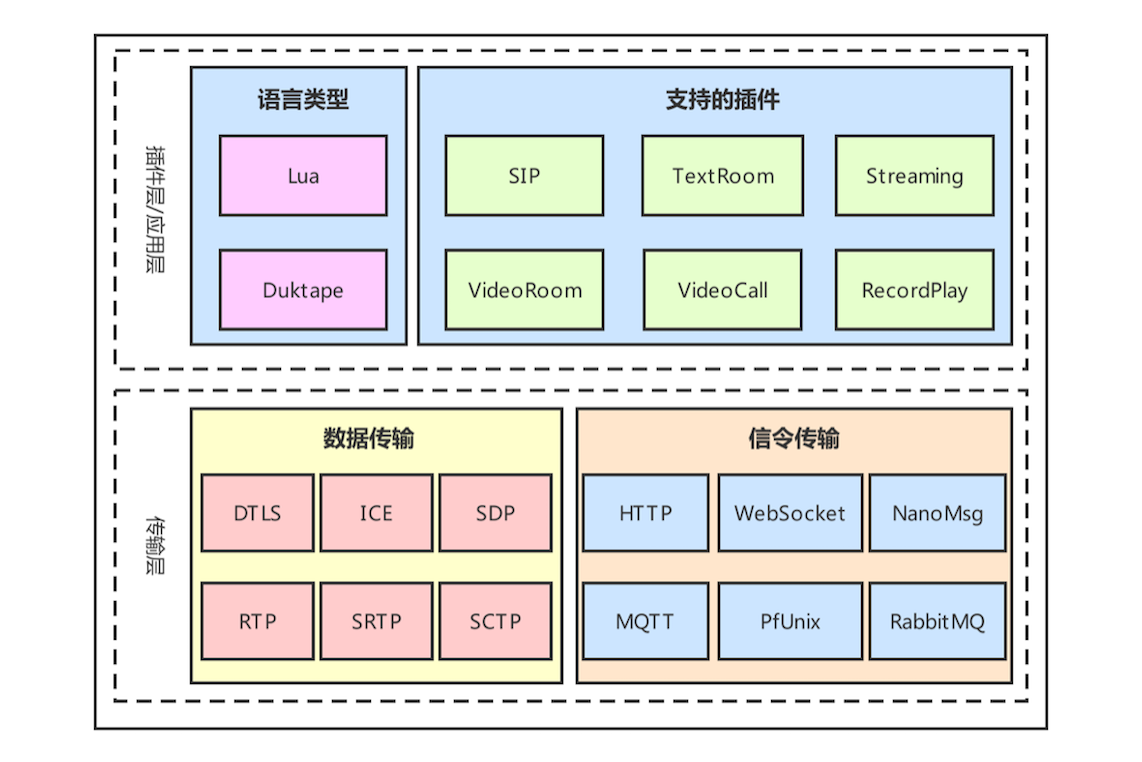 插件层/应用层
语言类型
Lua
Duktape
支持的插件
SIP
TextRoom
Streaming
VideoRoom
VideoCall
RecordPlay
传输层
数据传输
DTLS
ICE
SDP
RTP
SRTP
SCTP
信令传输
HTTP
WebSocket
NanoMsg
MQTT
PfUnix
RabbitMQ